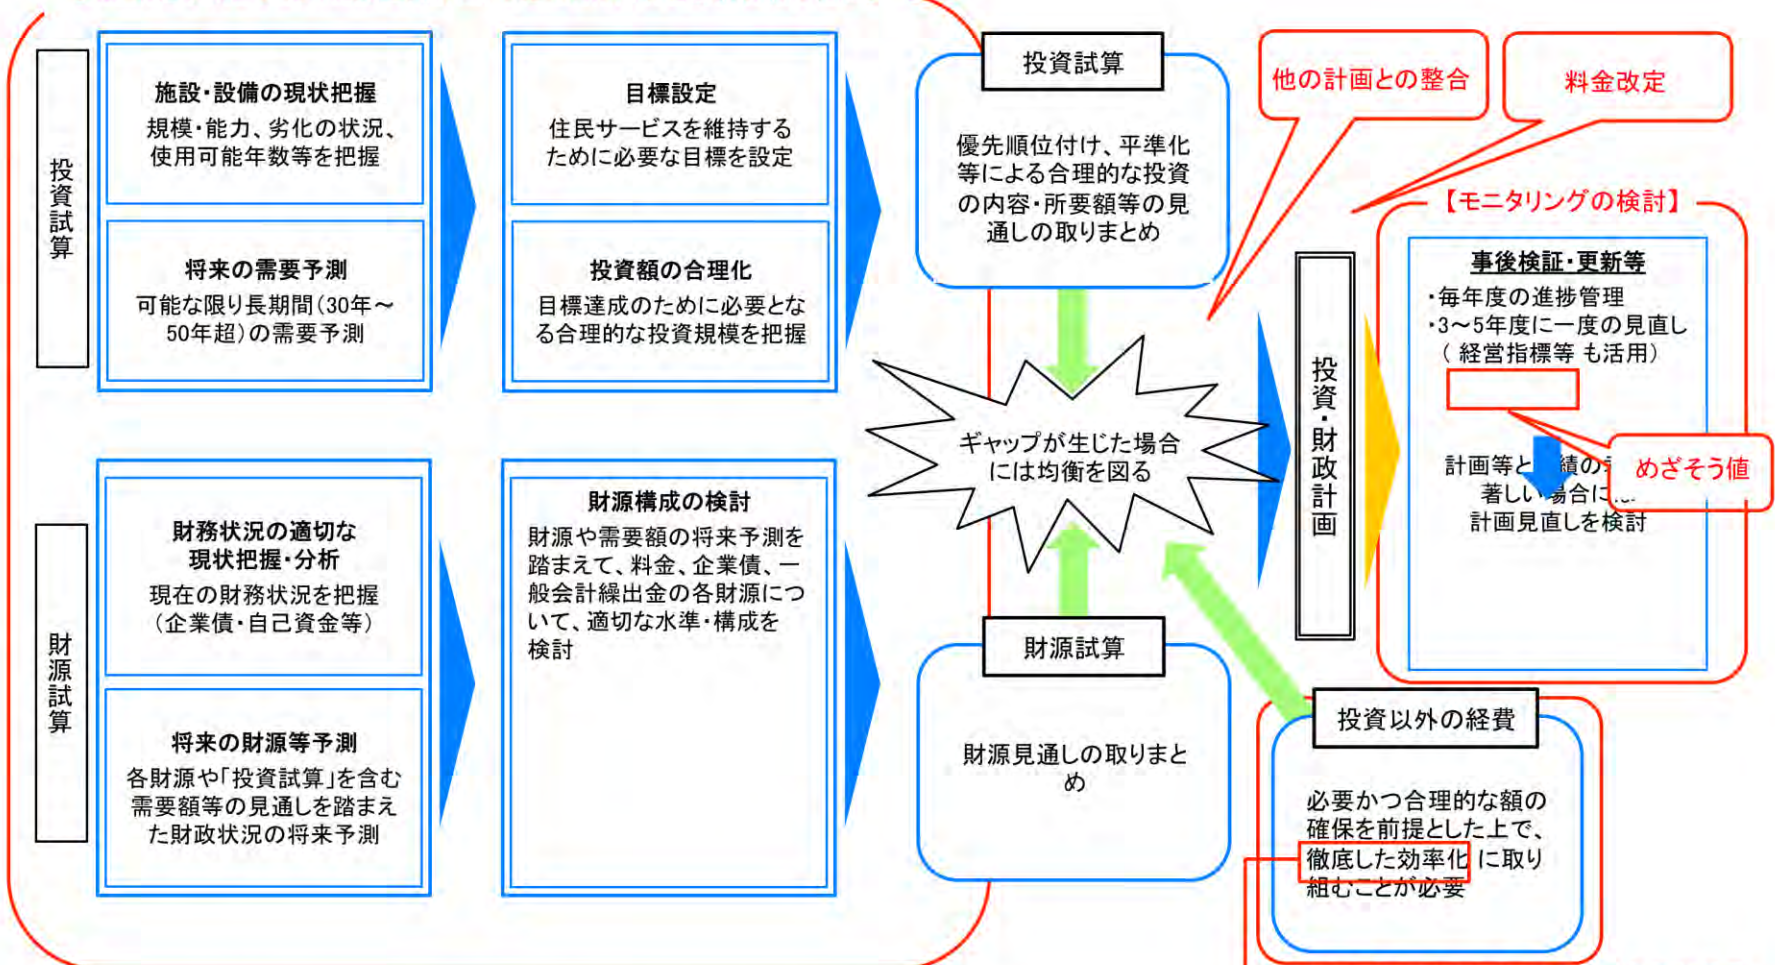 投資試算
施設・設備の現状把握
規模・能力、劣化の状況、
使用可能年数等を把握
将来の需要予測
可能な限り長期間(30年～
50年超)の需要予測
目標設定
住民サービスを維持する
ために必要な目標を設定
投資額の合理化
目標達成のために必要とな
る合理的な投資規模を把握
投資試算
優先順位付け、平準化
等による合理的な投資
の内容・所要額等の見
通しの取りまとめ
他の計画との整合
料金改定
ギャップが生じた場合
には均衡を図る
投資・財政計画
【モニタリングの検討】
事後検証・更新等
・毎年度の進捗管理
・3～5年度に一度の見直し
( 経営指標等 も活用)
めざそう値
計画等と 績の
著しい場合に
計画見直しを検討
財源試算
財務状況の適切な
現状把握・分析
現在の財務状況を把握
(企業債・自己資金等)
将来の財源等予測
各財源や「投資試算」を含む
需要額等の見通しを踏まえ
た財政状況の将来予測
財源構成の検討
財源や需要額の将来予測を
踏まえて、料金、企業債、一
般会計繰出金の各財源につ
いて、適切な水準・構成を
検討
財源試算
財源見通しの取りまと
め
投資以外の経費
必要かつ合理的な額の
確保を前提とした上で、
徹底した効率化 に取り
組むことが必要